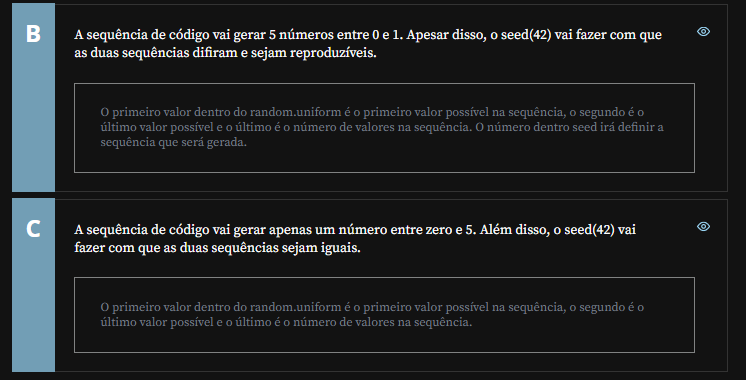 B
A sequência de código vai gerar 5 números entre 0 e 1. Apesar disso, o seed(42) vai fazer com que
as duas sequências difiram e sejam reproduzíveis.
O primeiro valor dentro do random.uniform é o primeiro valor possível na sequência, o segundo é o
último valor possível e o último é o número de valores na sequência. O número dentro seed irá definir a
sequência que será gerada.
C
A sequência de código vai gerar apenas um número entre zero e 5. Além disso, o seed(42) vai
fazer com que as duas sequências sejam iguais.
O primeiro valor dentro do random.uniform é o primeiro valor possível na sequência, o segundo é o
último valor possível e o último é o número de valores na sequência.